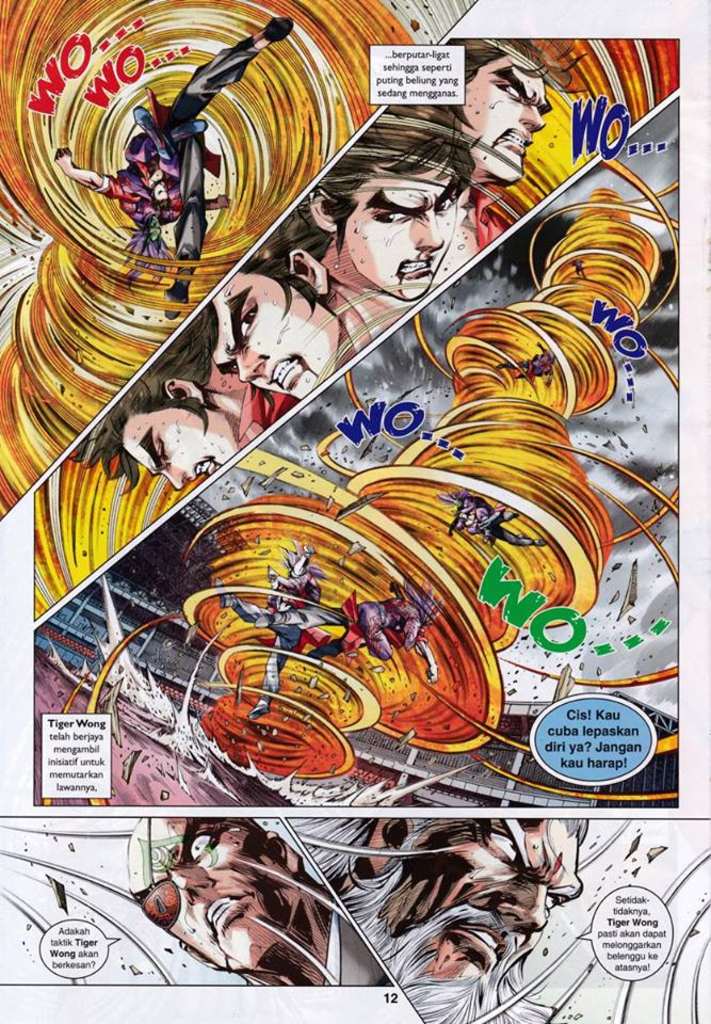 WO...
WO...
...berputar-ligat
sehingga seperti
puting beliung yang
sedang mengganas.
WO...
WO...
WO...
WO...
Tiger Wong
telah berjaya
mengambil
inisiatif untuk
memutarkan
lawannya,
Cis! Kau
cuba lepaskan
diri ya? Jangan
kau harap!
Adakah
taktik Tiger
Wong akan
berkesan?
Setidak-
tidaknya,
Tiger Wong
pasti akan dapat
melonggarkan
belenggu ke
atasnya!
12